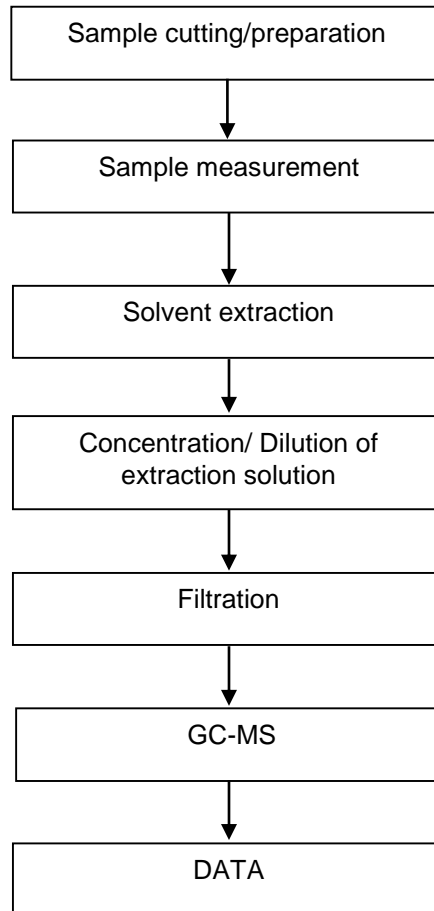 Sample cutting/preparation
Sample measurement
Solvent extraction
Concentration/ Dilution of
extraction solution
Filtration
GC-MS
DATA